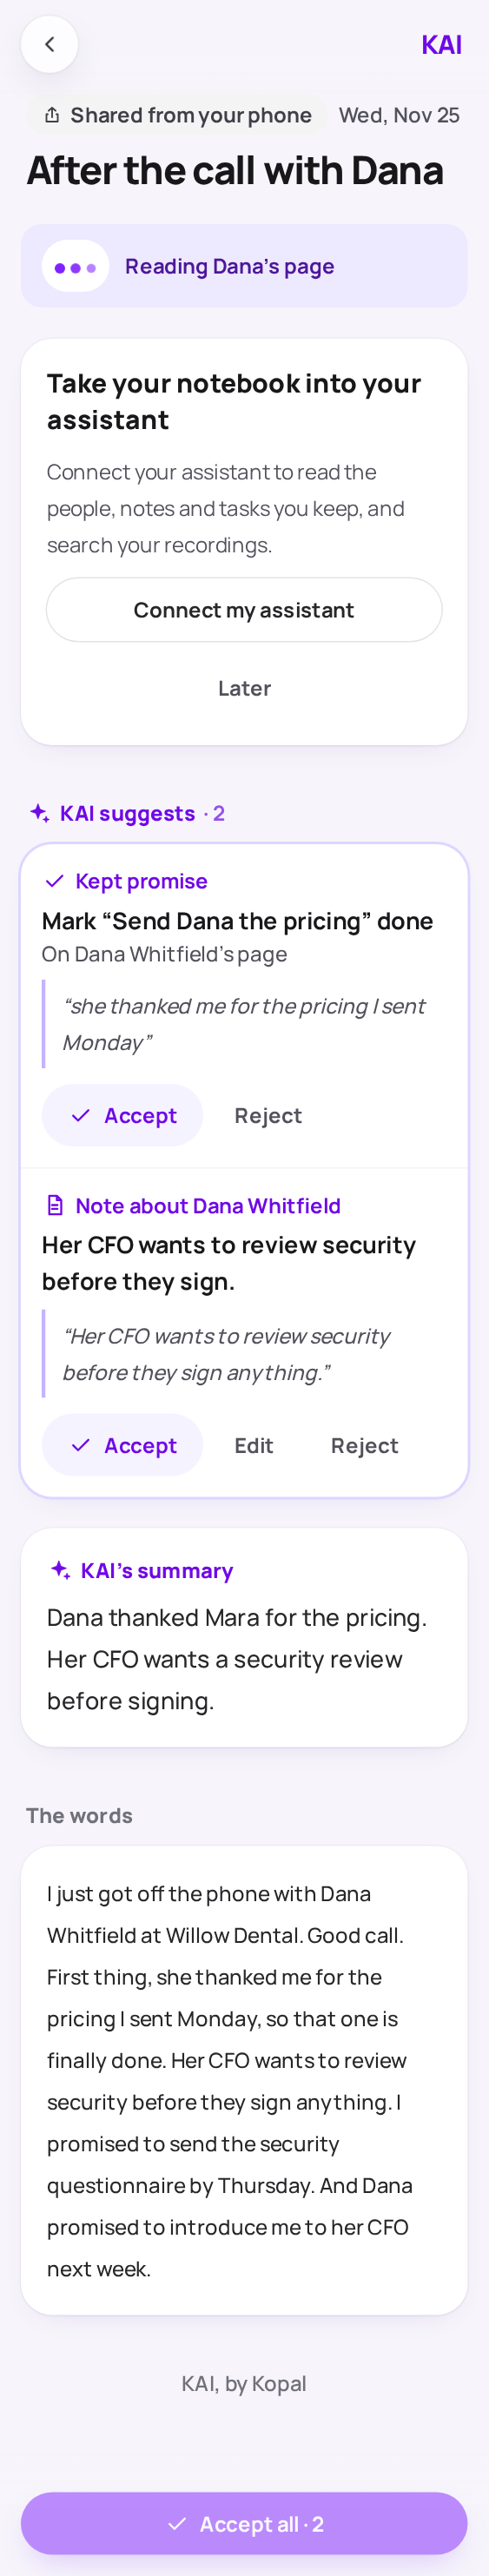 KAI
Shared from your phone Wed, Nov 25
After the call with Dana
Reading Dana’s page
Take your notebook into your
assistant
Connect your assistant to read the
people, notes and tasks you keep, and
search your recordings.
Connect my assistant
Later
KAI suggests · 2
Kept promise
Mark “Send Dana the pricing” done
On Dana Whitfield’s page
“she thanked me for the pricing I sent
Monday”
Accept Reject
Note about Dana Whitfield
Her CFO wants to review security
before they sign.
“Her CFO wants to review security
before they sign anything.”
Accept Edit Reject
KAI’s summary
Dana thanked Mara for the pricing.
Her CFO wants a security review
before signing.
The words
I just got off the phone with Dana
Whitfield at Willow Dental. Good call.
First thing, she thanked me for the
pricing I sent Monday, so that one is
finally done. Her CFO wants to review
security before they sign anything. I
promised to send the security
questionnaire by Thursday. And Dana
promised to introduce me to her CFO
next week.
KAI, by Kopal
Accept all · 2